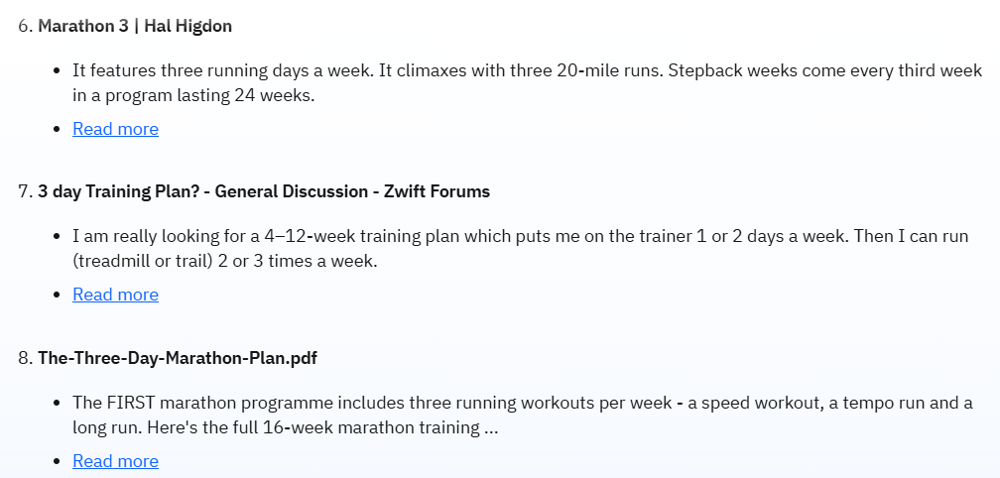 6. Marathon 3 | Hal Higdon
• It features three running days a week. It climaxes with three 20-mile runs. Stepback weeks come every third week
in a program lasting 24 weeks.
• Read more
7. 3 day Training Plan? - General Discussion - Zwift Forums
• I am really looking for a 4–12-week training plan which puts me on the trainer 1 or 2 days a week. Then I can run
(treadmill or trail) 2 or 3 times a week.
• Read more
8. The-Three-Day-Marathon-Plan.pdf
• The FIRST marathon programme includes three running workouts per week - a speed workout, a tempo run and a
long run. Here's the full 16-week marathon training ...
• Read more